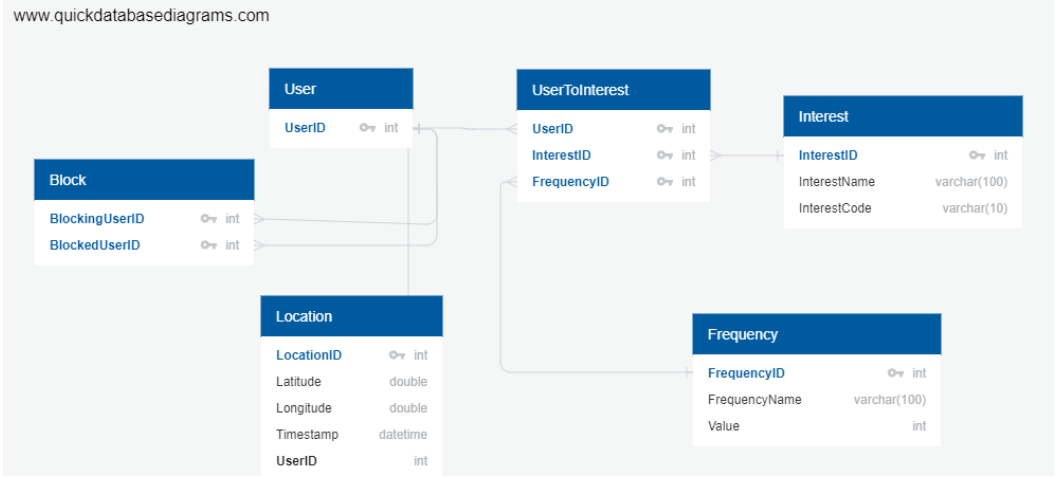 www.quickdatabasediagrams.com
User
UserID int
Block
BlockingUserID int
BlockedUserID int
Location
LocationID int
Latitude double
Longitude double
Timestamp datetime
UserID int
UserToInterest
UserID int
InterestID int
FrequencyID int
Interest
InterestID int
InterestName varchar(100)
InterestCode varchar(10)
Frequency
FrequencyID int
FrequencyName varchar(100)
Value int